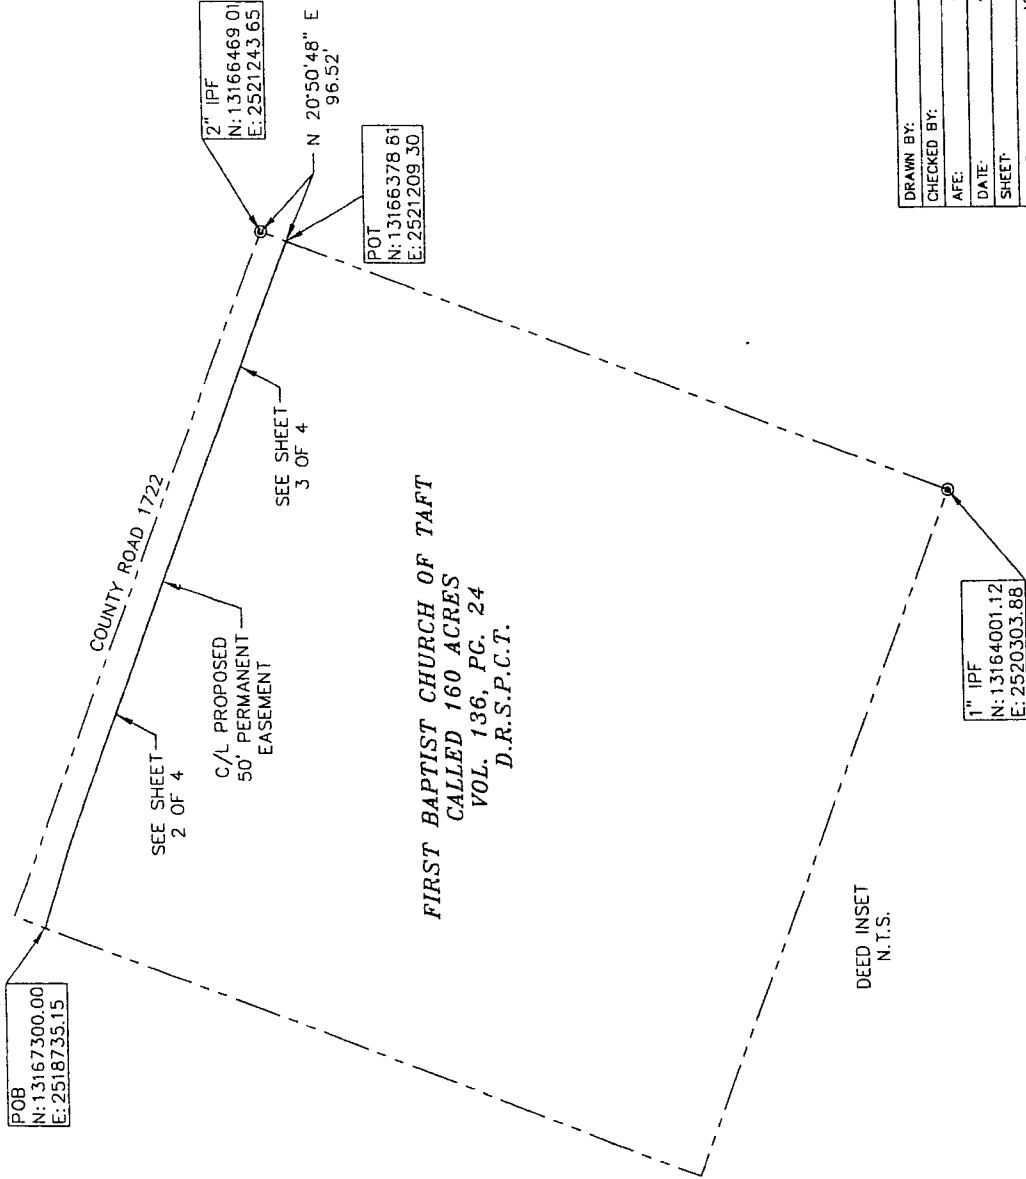 POB
N: 13167300.00
E: 2518735.15
COUNTY ROAD 1722
2" IPF
N: 13166469 01
E: 2521243 65
N 20°50'48" E
96.52'
POT
N: 13166378 81
E: 2521209 30
SEE SHEET
2 OF 4
C/L PROPOSED
50' PERMANENT
EASEMENT
SEE SHEET
3 OF 4
FIRST BAPTIST CHURCH OF TAFT
CALLED 160 ACRES
VOL. 136, PG. 24
D.R.S.P.C.T.
DEED INSET
N.T.S.
1" IPF
N: 13164001.12
E: 2520303.88
DRAWN BY:
CHECKED BY:
AFE:
DATE:
SHEET: